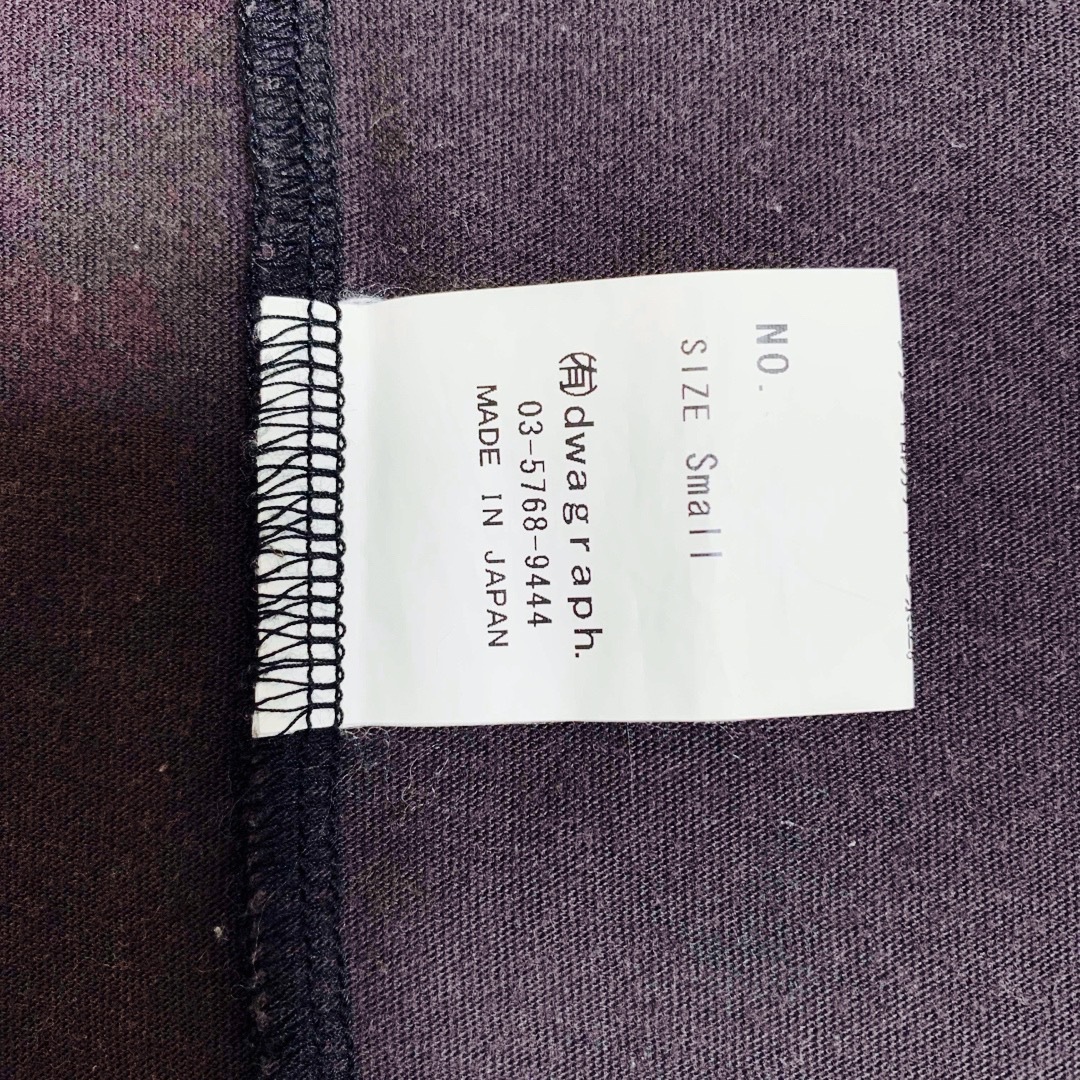 NO.
SIZE Small
㈲dwagraph.
03-5768-9444
MADE IN JAPAN